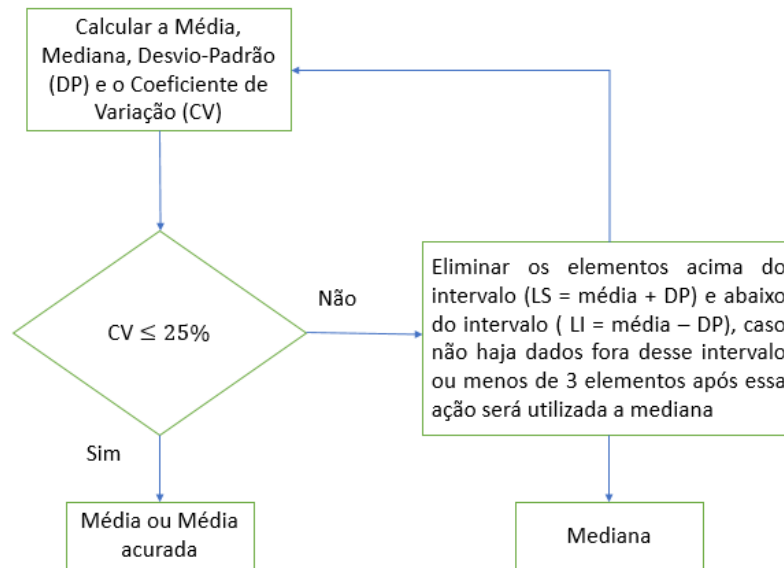 Calcular a Média,
Mediana, Desvio-Padrão
(DP) e o Coeficiente de
Variação (CV)
CV ≤ 25%
Não
Eliminar os elementos acima do
intervalo (LS = média + DP) e abaixo
do intervalo ( LI = média – DP), caso
não haja dados fora desse intervalo
ou menos de 3 elementos após essa
ação será utilizada a mediana
Sim
Média ou Média
acurada
Mediana